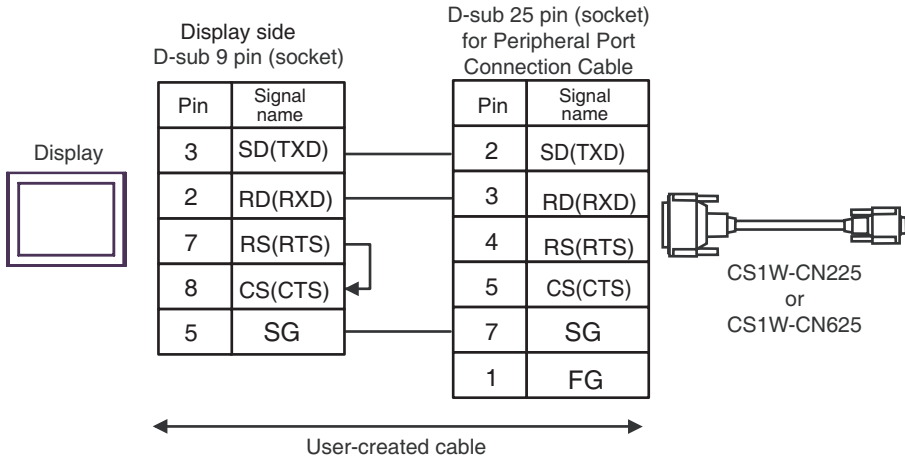 Display side
D-sub 9 pin (socket)
D-sub 25 pin (socket)
for Peripheral Port
Connection Cable
Display
Pin Signal name
3 SD(TXD)
2 RD(RXD)
7 RS(RTS)
8 CS(CTS)
5 SG
Pin Signal name
2 SD(TXD)
3 RD(RXD)
4 RS(RTS)
5 CS(CTS)
7 SG
1 FG
CS1W-CN225
or
CS1W-CN625
User-created cable